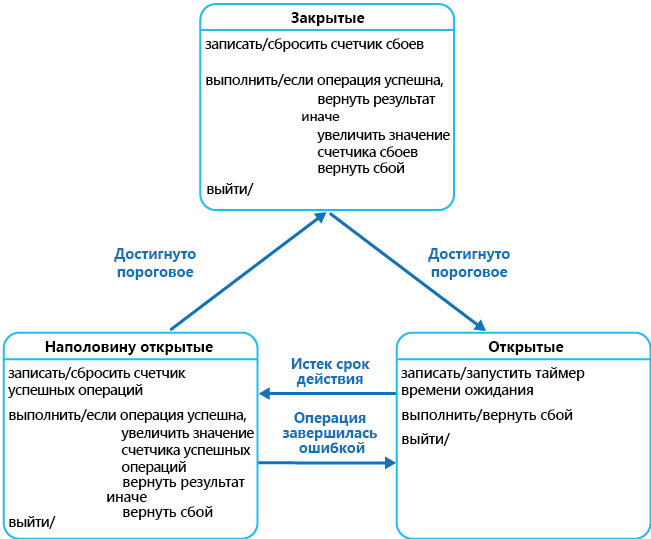 Закрытые
записать/сбросить счетчик сбоев
выполнить/если операция успешна,
вернуть результат
иначе
увеличить значение
счетчика сбоев
вернуть сбой
выйти/
Достигнуто
пороговое
Достигнуто
пороговое
Наполовину открытые
записать/сбросить счетчик
успешных операций
выполнить/если операция успешна,
увеличить значение
счетчика успешных
операций
вернуть результат
иначе
вернуть сбой
выйти/
Истек срок
действия
Операция
завершилась
ошибкой
Открытые
записать/запустить таймер
времени ожидания
выполнить/вернуть сбой
выйти/